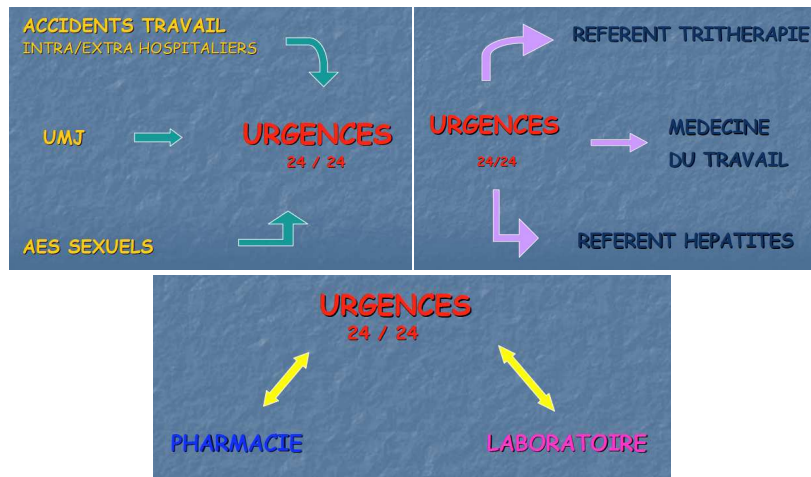 ACCIDENTS TRAVAIL
INTRA/EXTRA HOSPITALIERS
UMJ
URGENCES
24 / 24
AES SEXUELS
REFERENT TRITHERAPIE
URGENCES
24/24
MEDECINE
DU TRAVAIL
REFERENT HEPATITES
URGENCES
24 / 24
PHARMACIE
LABORATOIRE